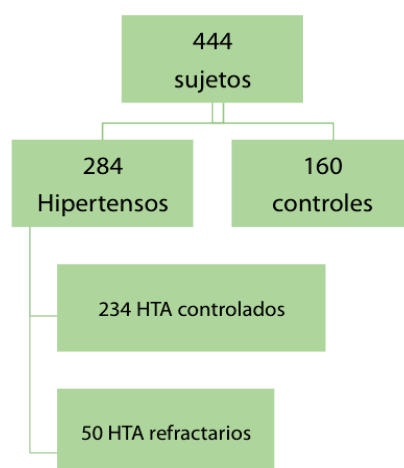 444
sujetos
284
Hipertensos
160
controles
234 HTA controlados
50 HTA refractarios